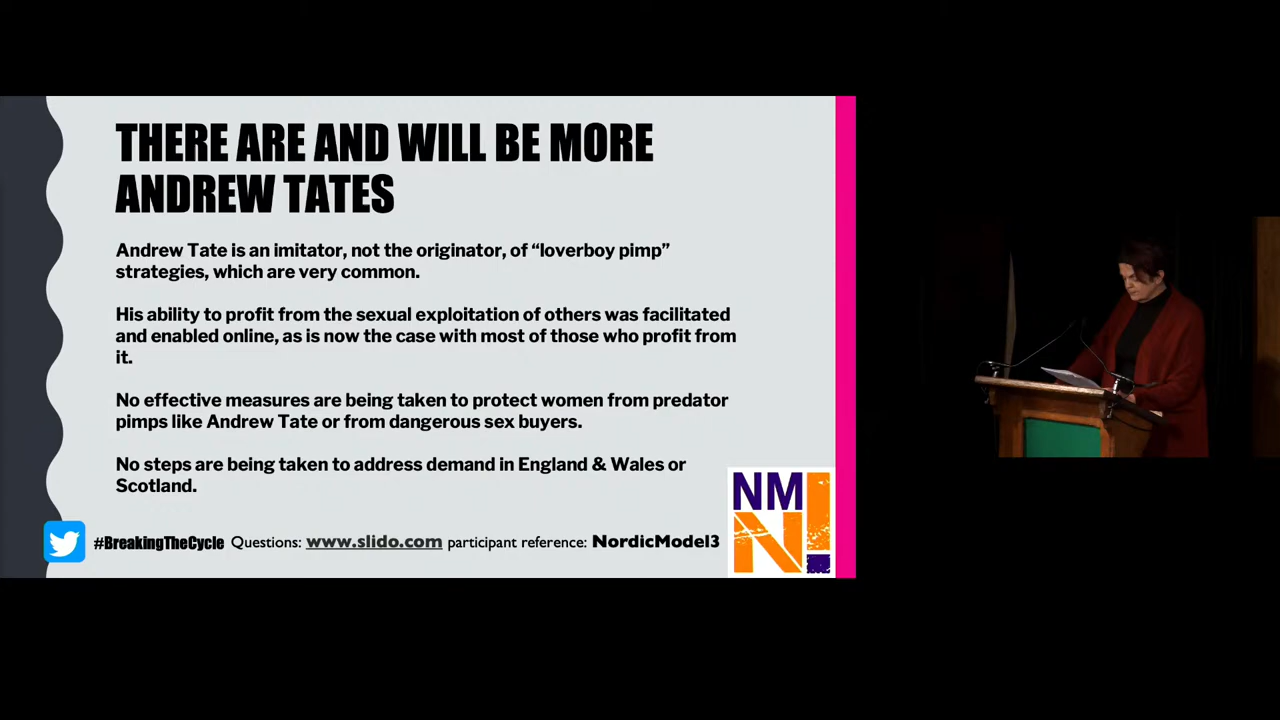 THERE ARE AND WILL BE MORE
ANDREW TATES
Andrew Tate is an imitator, not the originator, of “loverboy pimp”
strategies, which are very common.
His ability to profit from the sexual exploitation of others was facilitated
and enabled online, as is now the case with most of those who profit from
it.
No effective measures are being taken to protect women from predator
pimps like Andrew Tate or from dangerous sex buyers.
No steps are being taken to address demand in England & Wales or
Scotland.
#BreakingTheCycle Questions: www.slido.com participant reference: NordicModel3
NM
N!